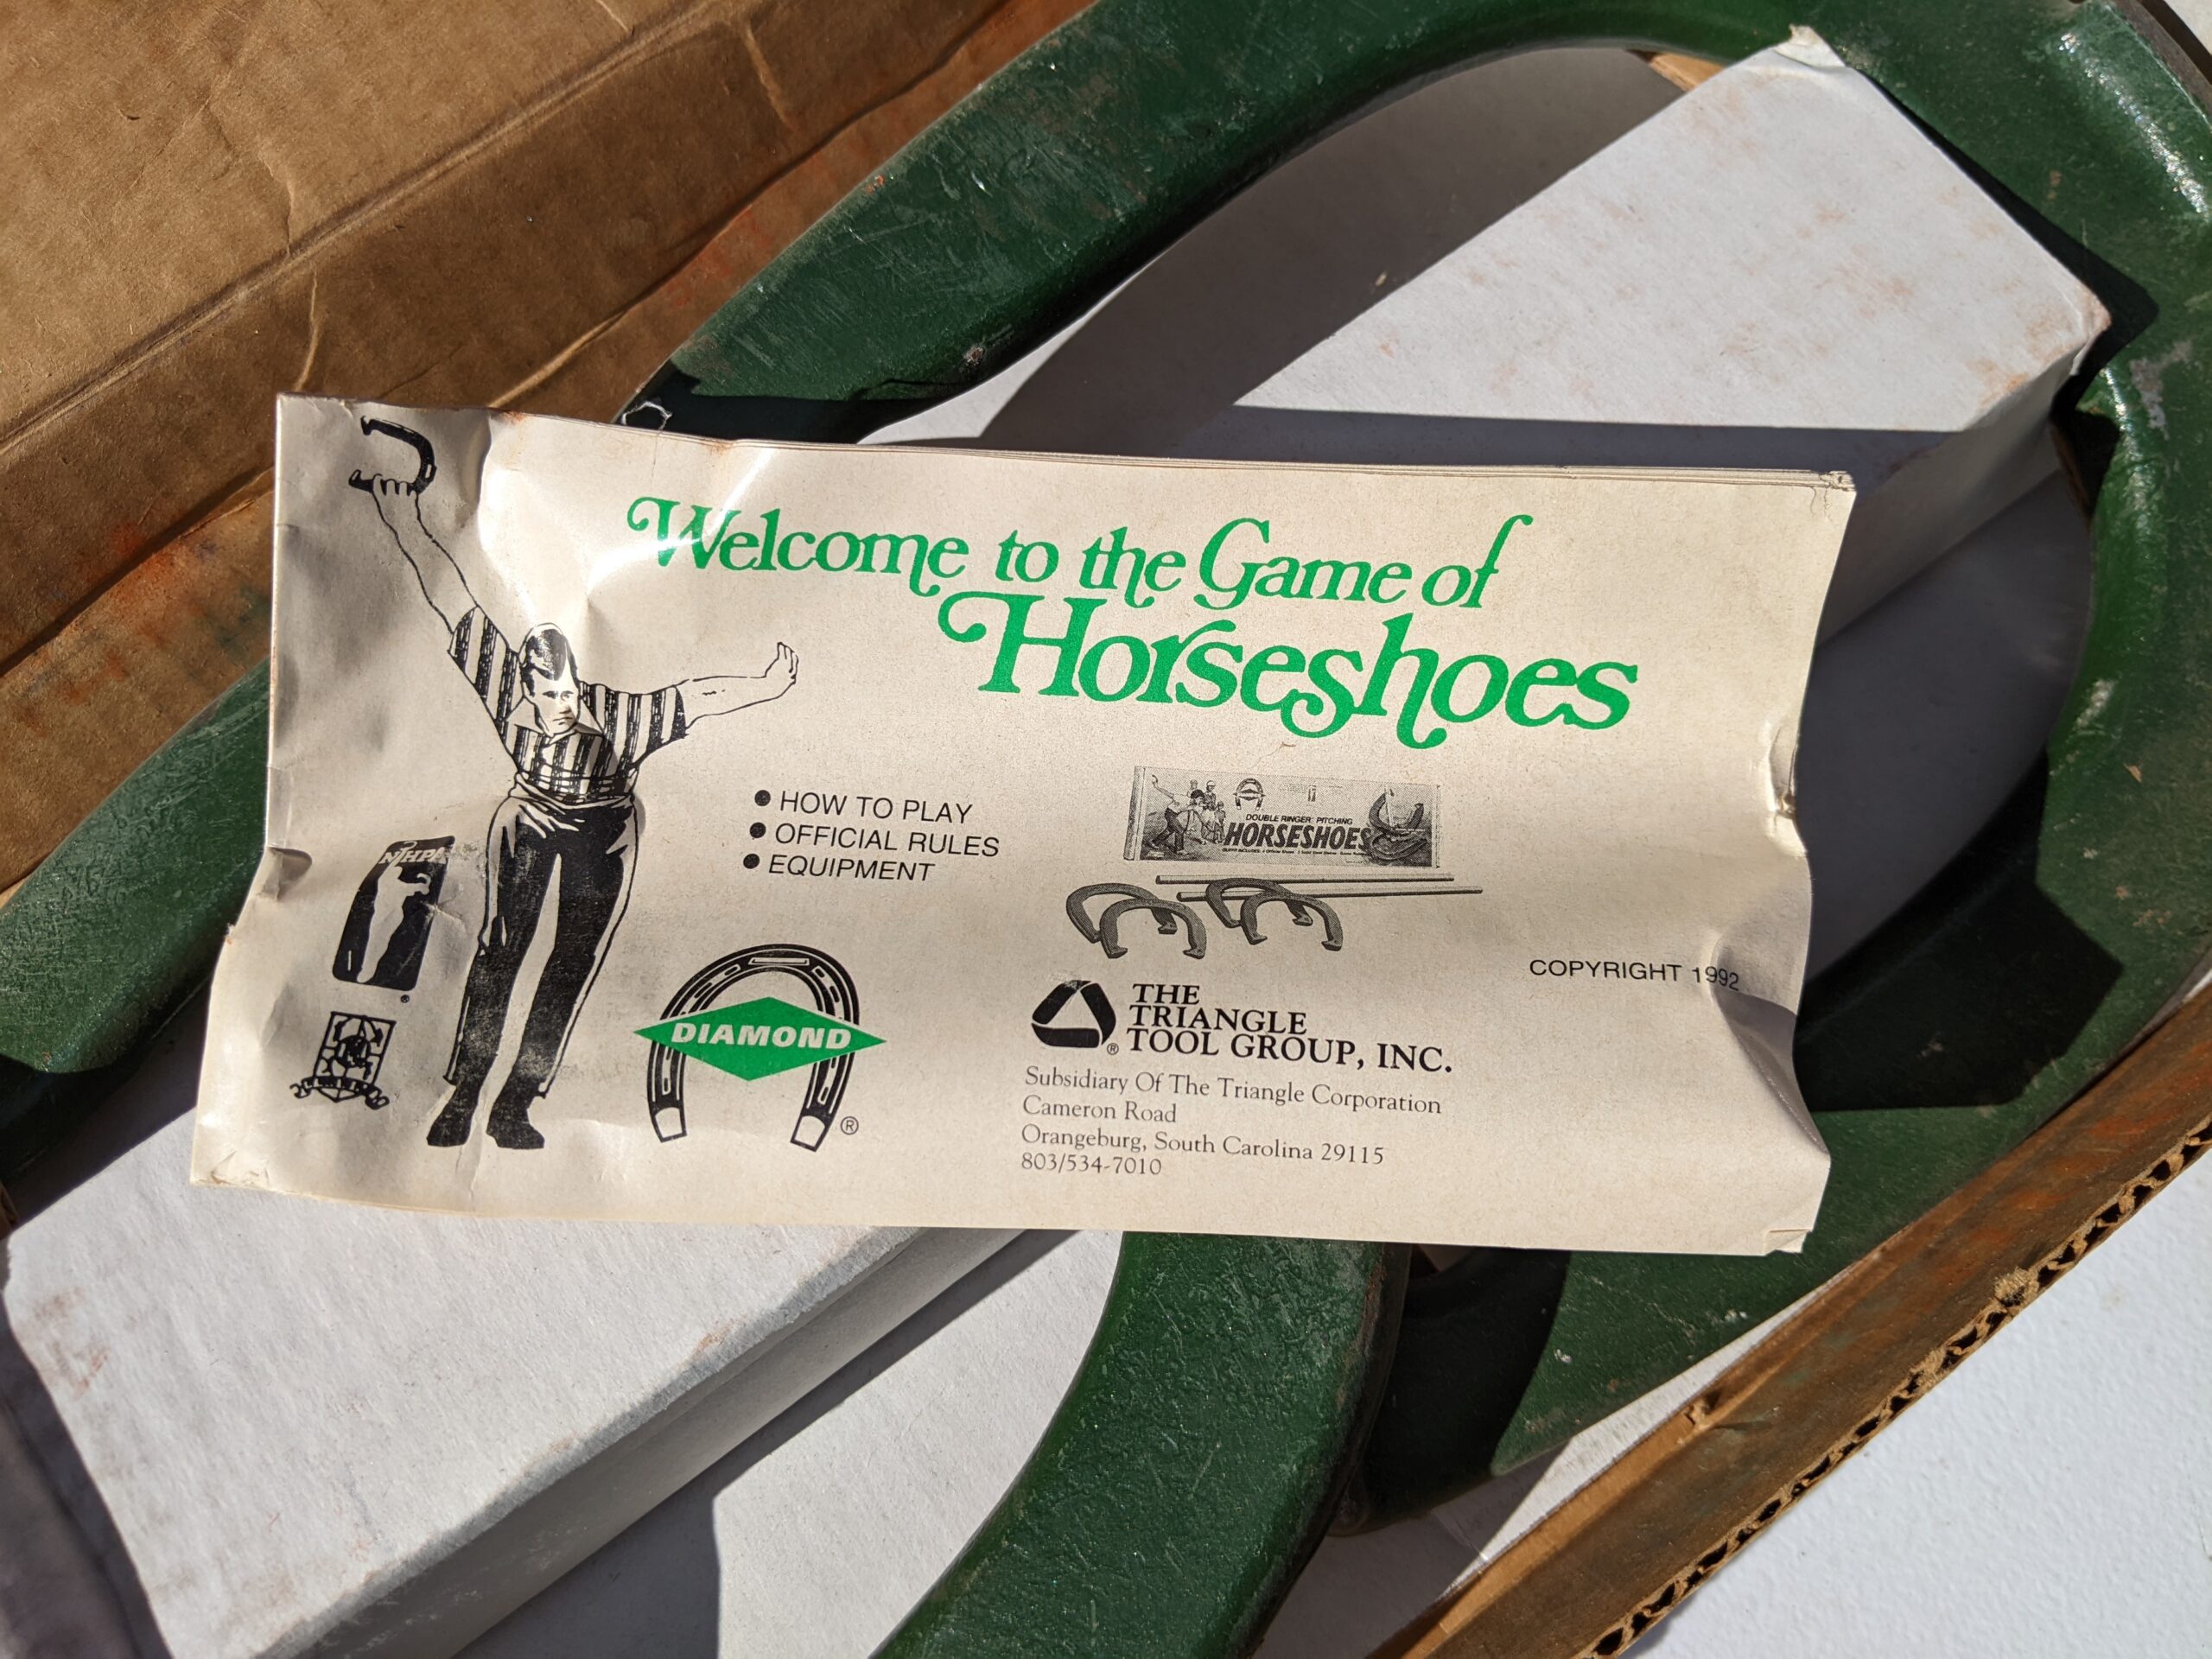 Welcome to the Game of
Horseshoes
● HOW TO PLAY
● OFFICIAL RULES
● EQUIPMENT
DOUBLE RINGER PITCHING
HORSESHOES
NHPA
®
DIAMOND
®
COPYRIGHT 1992
THE
TRIANGLE
® TOOL GROUP, INC.
Subsidiary Of The Triangle Corporation
Cameron Road
Orangeburg, South Carolina 29115
803/534-7010